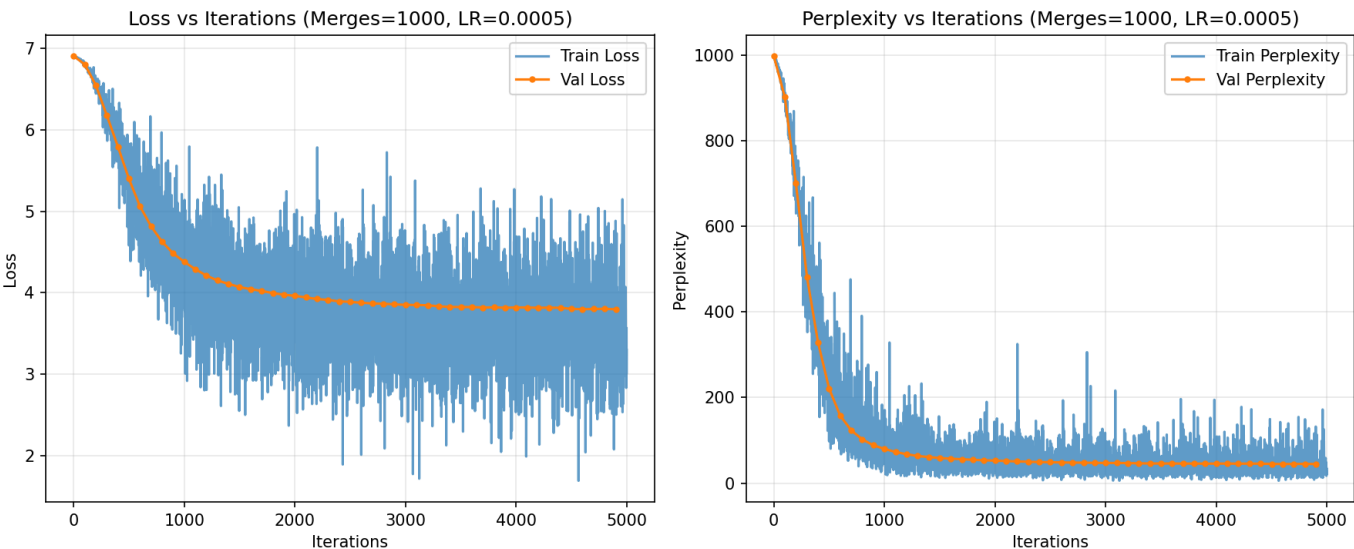 Loss vs Iterations (Merges=1000, LR=0.0005)
7
6
5
4
3
2
Loss
0
1000
2000
3000
4000
5000
Iterations
Train Loss
Val Loss
Perplexity vs Iterations (Merges=1000, LR=0.0005)
1000
800
600
400
200
0
Perplexity
0
1000
2000
3000
4000
5000
Iterations
Train Perplexity
Val Perplexity